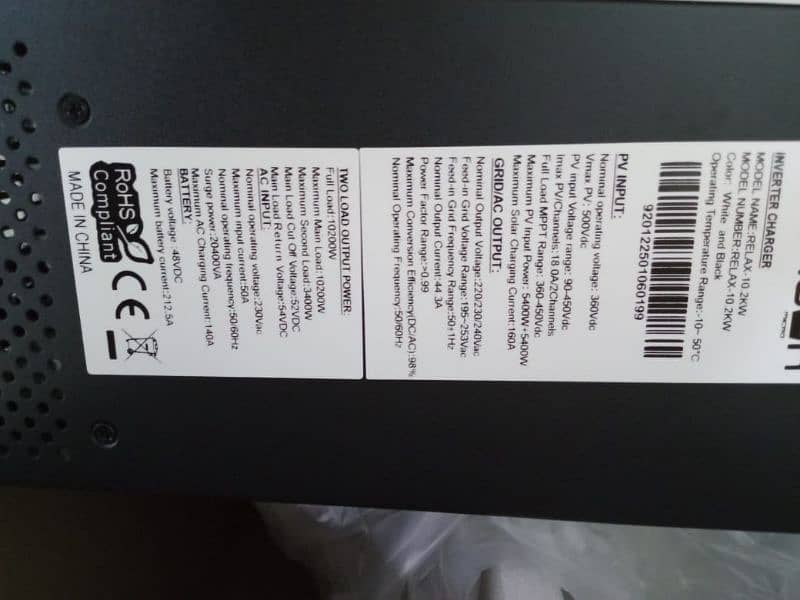 MICRO
INVERTER CHARGER
MODEL NAME:RELAX-10.2KW
MODEL NUMBER:RELAX-10.2KW
Color: White and Black
Operating Temperature Range:-10~ 50°C
920122501060199
PV INPUT:
Nominal operating voltage: 360Vdc
Vmax PV: 500Vdc
PV Input Voltage range: 90-450Vdc
Imax PV/Channels:18.0A/2Channels
Full Load MPPT Range: 360-450Vdc
Maximum PV Input Power: 5400W+5400W
Maximum Solar Charging Current:160A
GRID/AC OUTPUT:
Nominal Output Voltage:220/230/240Vac
Feed-in Grid Voltage Range:195~253Vac
Feed-in Grid Frequency Range:50±1Hz
Nominal Output Current:44.3A
Power Factor Range:>0.99
Maximum Conversion Efficiency(DC/AC):98%
Nominal Operating Frequency:50/60Hz
TWO LOAD OUTPUT POWER:
Full Load:10200W
Maximum Main Load:10200W
Maximum Second Load:3400W
Main Load Cut Off Voltage:52VDC
Main Load Return Voltage:54VDC
AC INPUT:
Nominal operating voltage:230Vac
Maximum input current:50A
Nominal operating frequency:50/60Hz
Surge power:20400VA
Maximum AC Charging Current:140A
BATTERY:
Battery voltage :48VDC
Maximum battery current:212.5A
RoHS
Compliant
CE
MADE IN CHINA